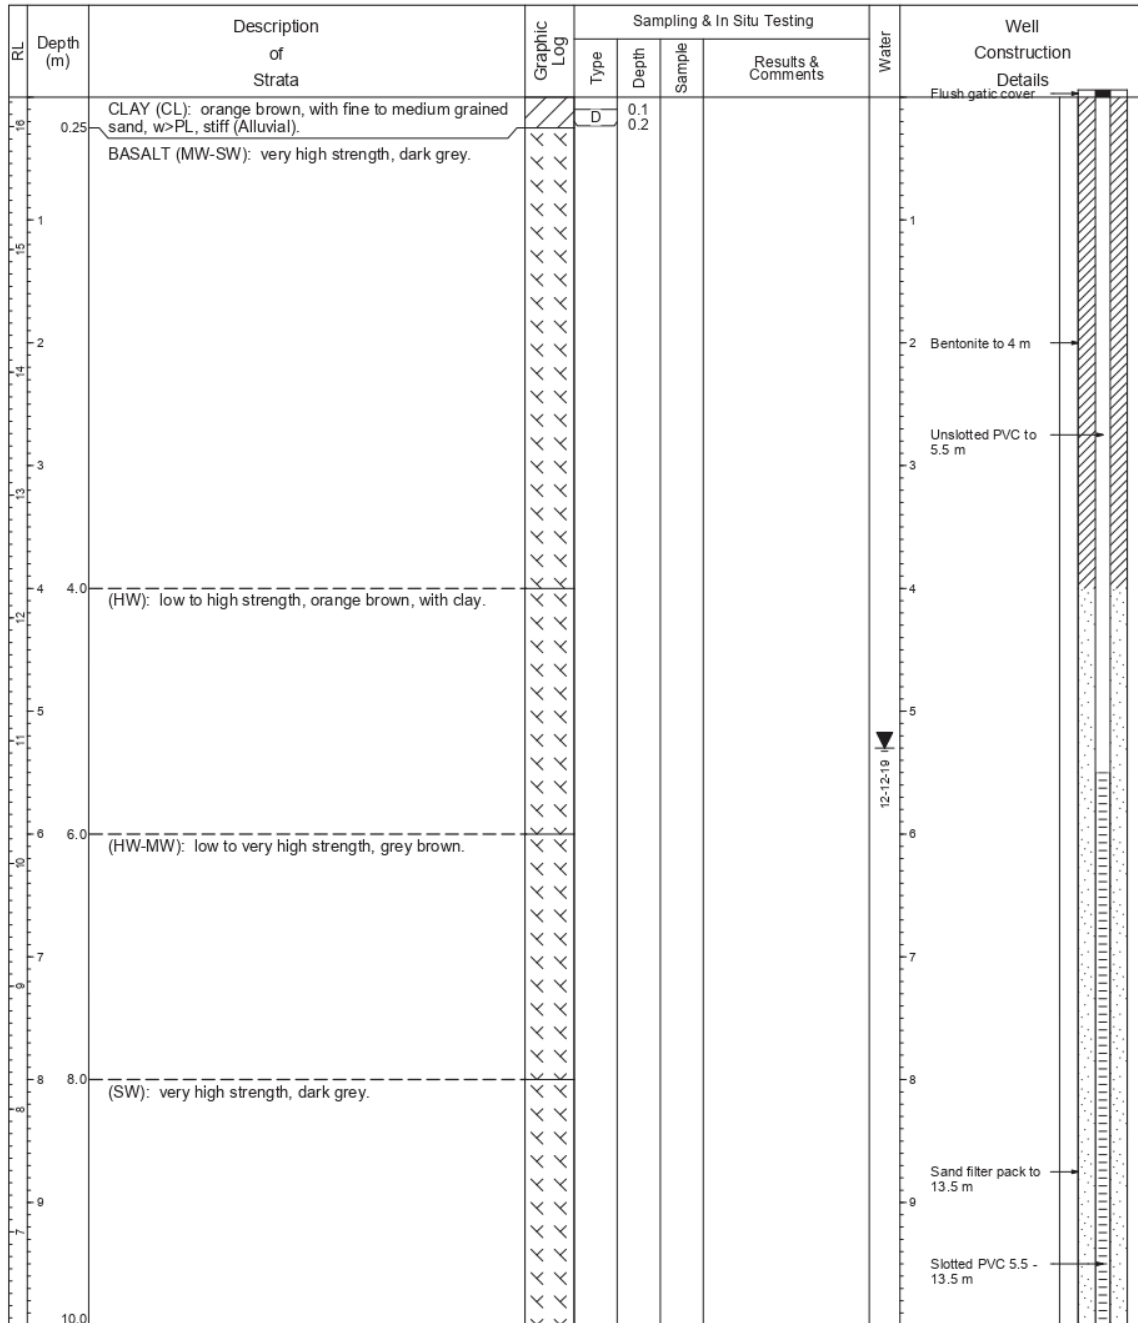 RL
Depth
(m)
Description
of
Strata
Graphic
Log
Sampling & In Situ Testing
Type
Depth
Sample
Results &
Comments
Water
Well
Construction
Details
Flush gatic cover
CLAY (CL): orange brown, with fine to medium grained
sand, w>PL, stiff (Alluvial).
0.25
D
0.1
0.2
16
BASALT (MW-SW): very high strength, dark grey.
1
1
15
2
2
Bentonite to 4 m
14
Unslotted PVC to
5.5 m
3
3
13
4
4.0
4
(HW): low to high strength, orange brown, with clay.
12
5
5
11
12-12-19
6
6.0
6
(HW-MW): low to very high strength, grey brown.
10
7
7
9
8
8.0
8
(SW): very high strength, dark grey.
8
Sand filter pack to
13.5 m
9
9
7
Slotted PVC 5.5 -
13.5 m
10.0